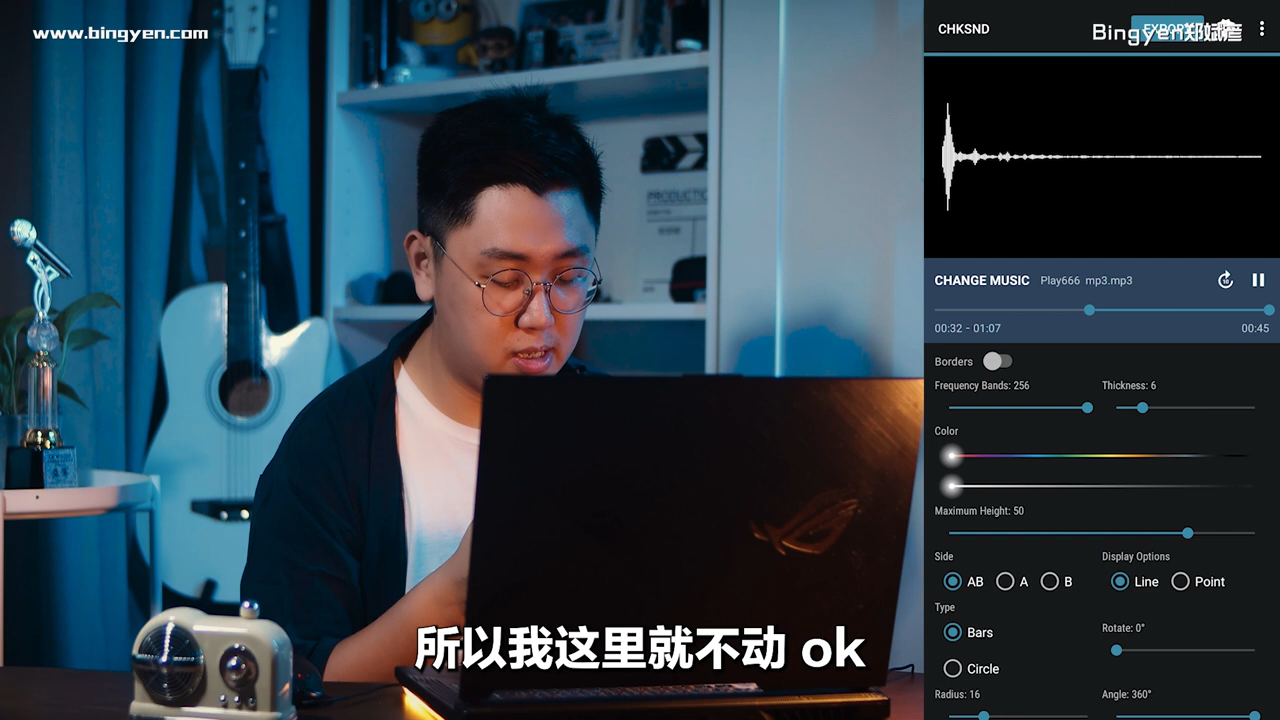 www.bingyen.com
PRODUCTIO
CHKSND
EXPORT
Bingyen郑斌彦
CHANGE MUSIC Play666 mp3.mp3
00:32 - 01:07
00:45
Borders
Frequency Bands: 256
Thickness: 6
Color
Maximum Height: 50
Side
Display Options
AB A B
Line Point
Type
Bars
Rotate: 0°
Circle
Radius: 16
Angle: 360°
所以我这里就不动 ok